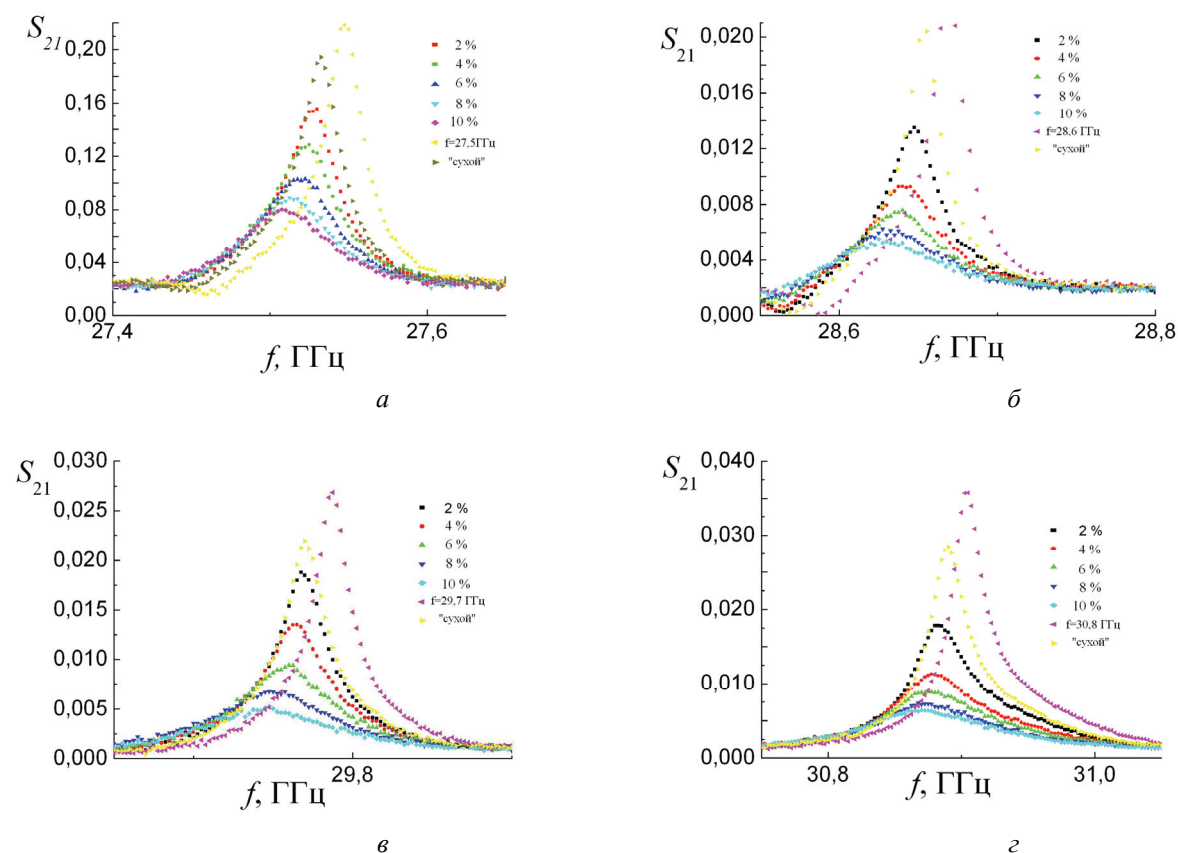 S21
0,20
0,16
0,12
0,08
0,04
0,00
27,4
27,6
f, ГГц
2 %
4 %
6 %
8 %
10 %
f=27,5ГГц
"сухой"
а
S21
0,020
0,016
0,012
0,008
0,004
0,000
28,6
28,8
f, ГГц
2 %
4 %
6 %
8 %
10 %
f=28,6 ГГц
"сухой"
б
S21
0,030
0,025
0,020
0,015
0,010
0,005
0,000
29,8
f, ГГц
2 %
4 %
6 %
8 %
10 %
f=29,7 ГГц
"сухой"
в
S21
0,040
0,030
0,020
0,010
0,000
30,8
31,0
f, ГГц
2 %
4 %
6 %
8 %
10 %
f=30,8 ГГц
"сухой"
г